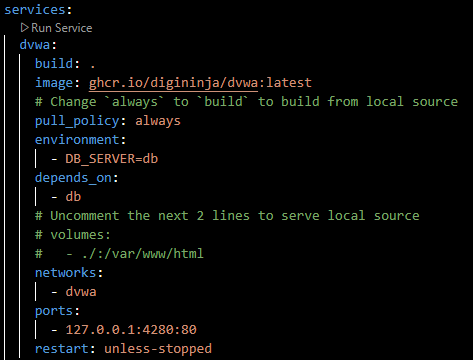 services:
Run Service
dvwa:
build: .
image: ghcr.io/digininja/dvwa:latest
# Change `always` to `build` to build from local source
pull_policy: always
environment:
- DB_SERVER=db
depends_on:
- db
# Uncomment the next 2 lines to serve local source
# volumes:
#   - ./:/var/www/html
networks:
- dvwa
ports:
- 127.0.0.1:4280:80
restart: unless-stopped